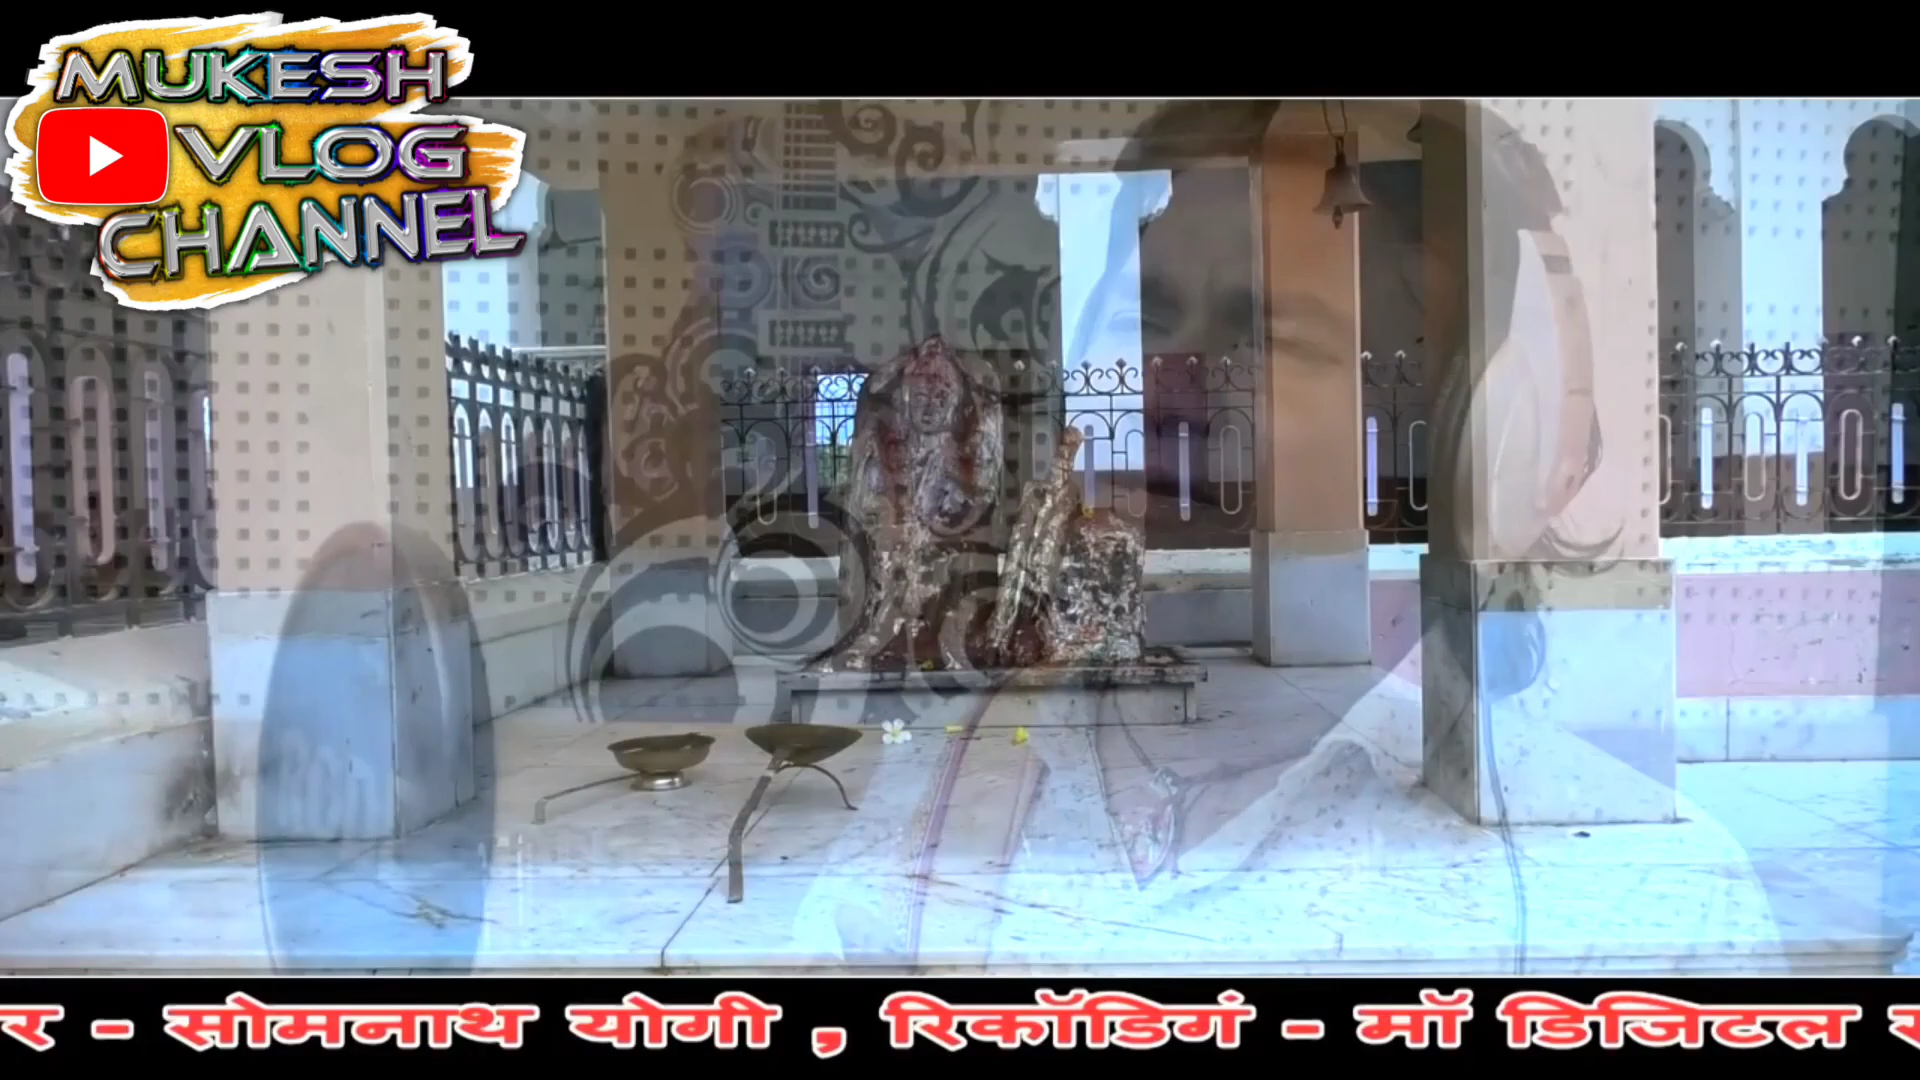 MUKESH
VLOG
CHANNEL
र - सोमनाथ योगी , रिकॉडिगं - मॉ डिजिटल